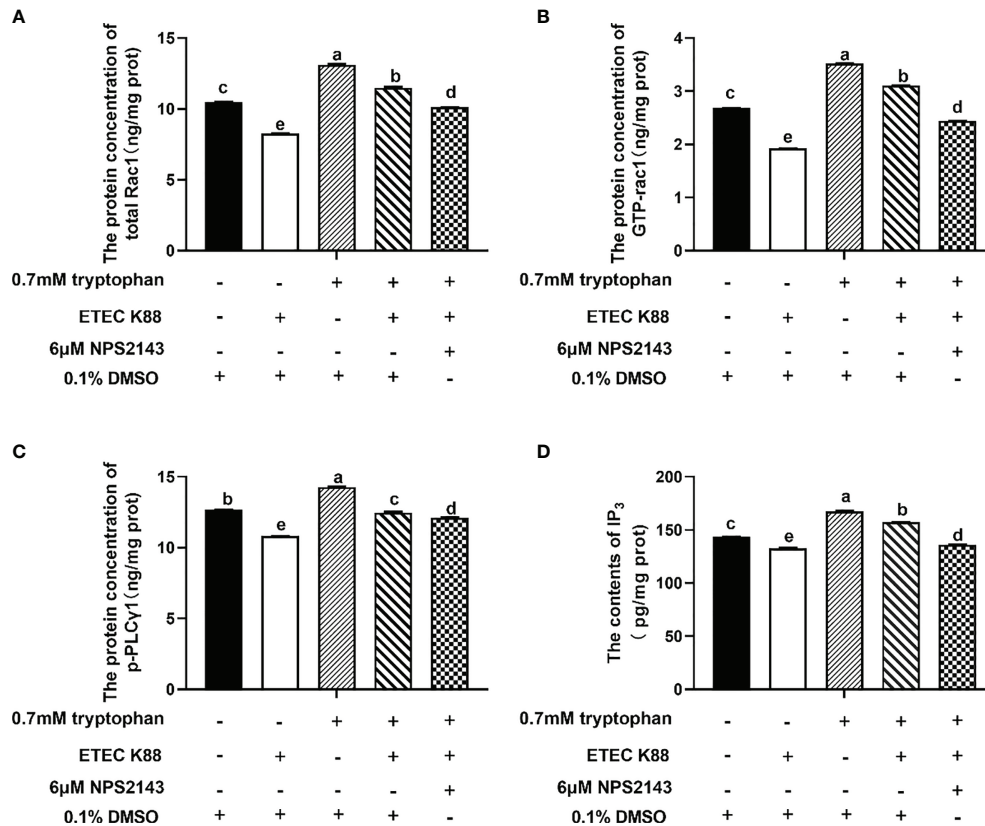 A
The protein concentration of
total Rac1(ng/mg prot)
15
10
5
0
c
e
a
b
d
0.7mM tryptophan - - + + +
ETEC K88 - + - + +
6μM NPS2143 - - - - +
0.1% DMSO + + + + -
B
The protein concentration of
GTP-rac1(ng/mg prot)
4
3
2
1
0
c
e
a
b
d
0.7mM tryptophan - - + + +
ETEC K88 - + - + +
6μM NPS2143 - - - - +
0.1% DMSO + + + + -
C
The protein concentration of
p-PLCγ1(ng/mg prot)
15
10
5
0
b
e
a
c
d
0.7mM tryptophan - - + + +
ETEC K88 - + - + +
6μM NPS2143 - - - - +
0.1% DMSO + + + + -
D
The contents of IP₃
( pg/mg prot)
200
150
100
50
0
c
e
a
b
d
0.7mM tryptophan - - + + +
ETEC K88 - + - + +
6μM NPS2143 - - - - +
0.1% DMSO + + + + -